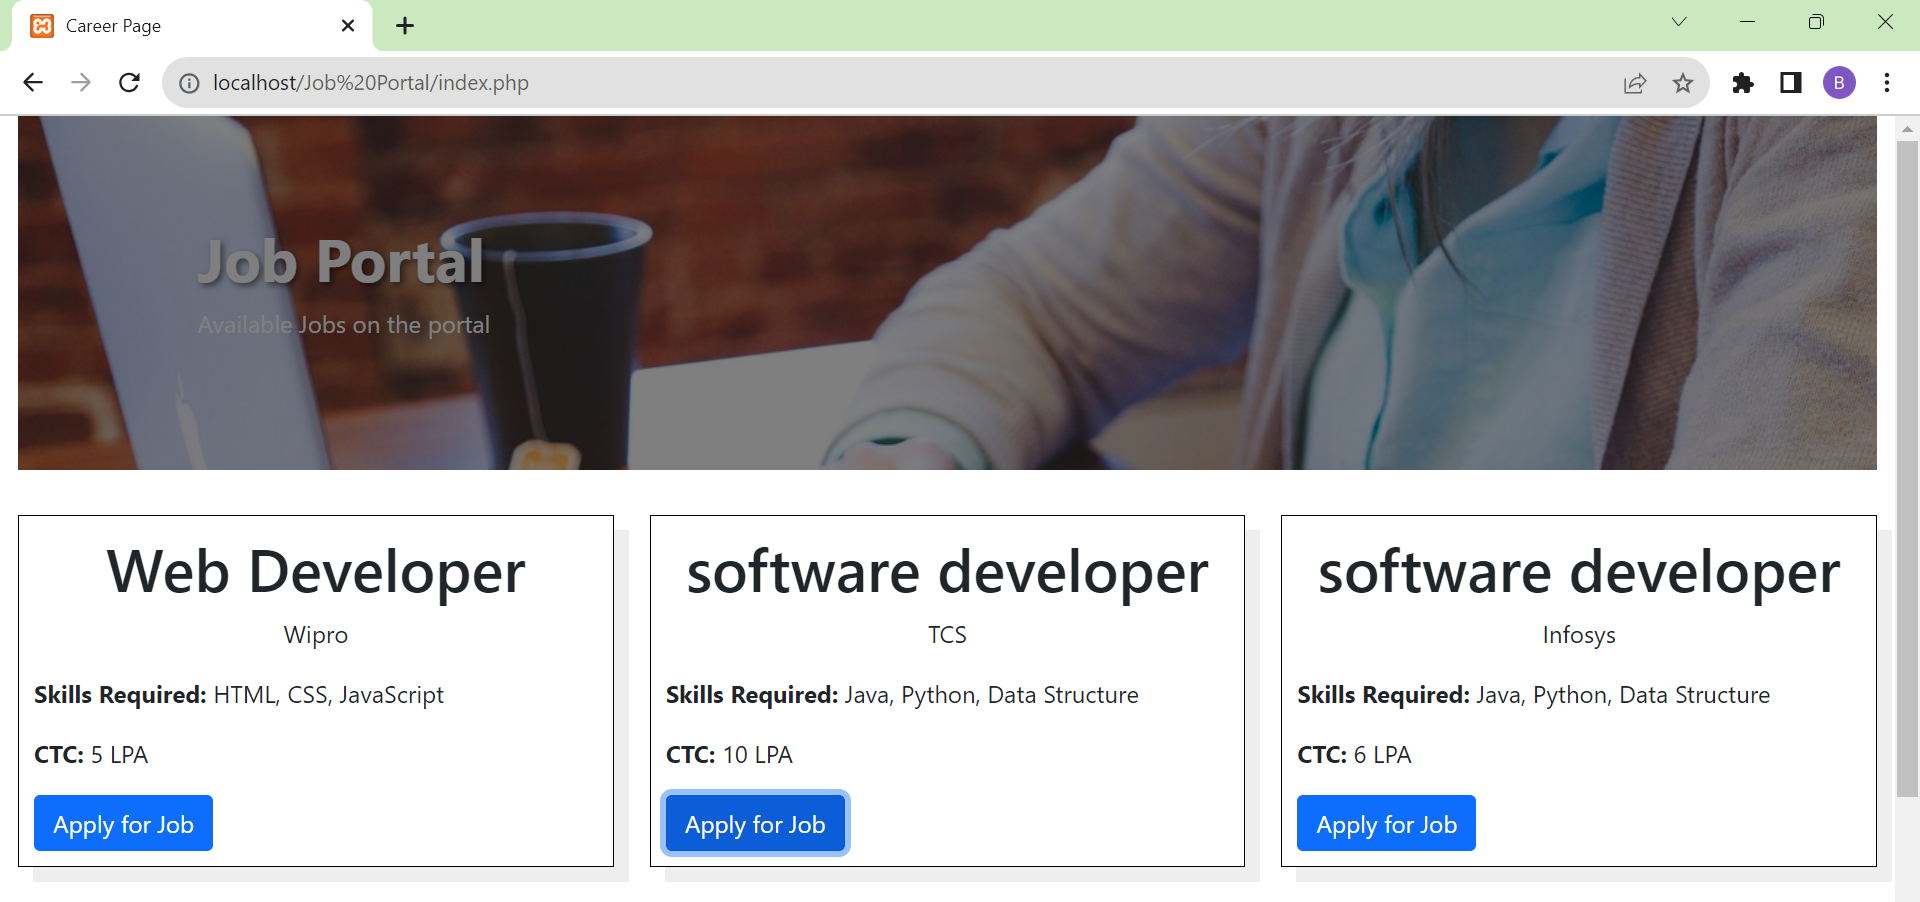 Career Page
localhost/Job%20Portal/index.php
B
Job Portal
Available Jobs on the portal
Web Developer
Wipro
Skills Required: HTML, CSS, JavaScript
CTC: 5 LPA
Apply for Job
software developer
TCS
Skills Required: Java, Python, Data Structure
CTC: 10 LPA
Apply for Job
software developer
Infosys
Skills Required: Java, Python, Data Structure
CTC: 6 LPA
Apply for Job